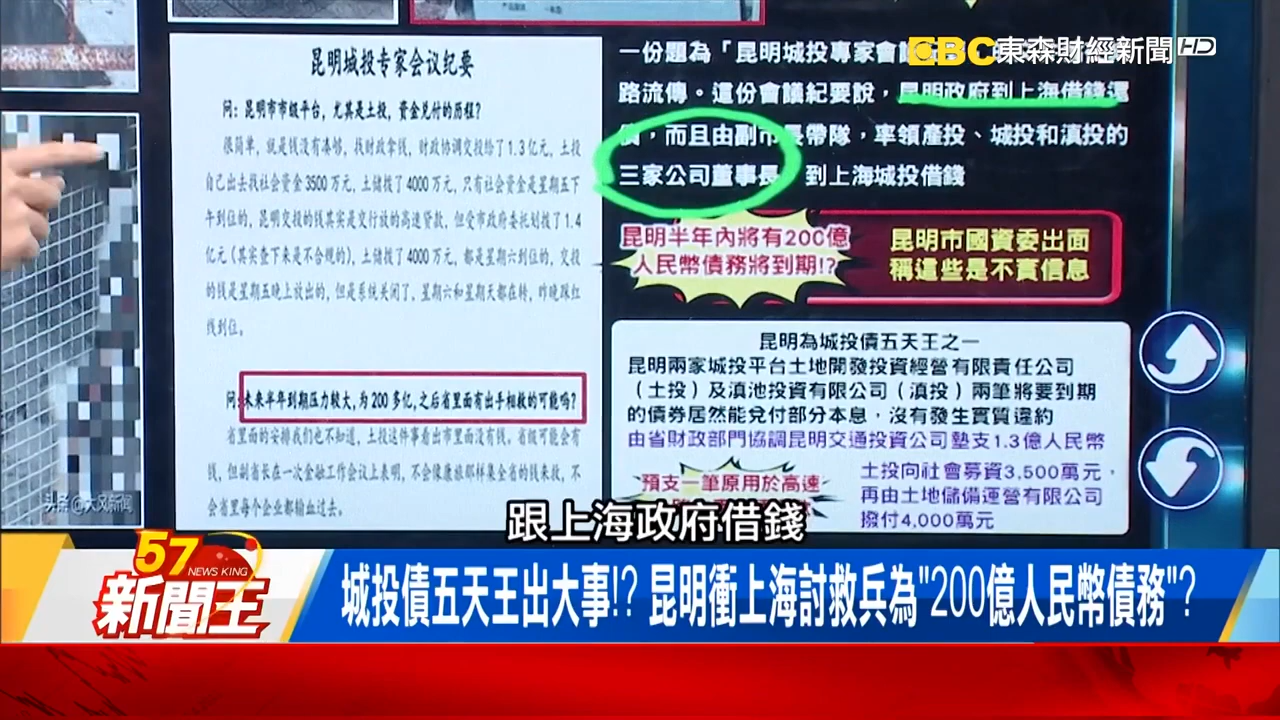 昆明城投专家会议纪要
问：昆明市市级平台，尤其是土投，资金兑付的历程？
很简单，就是钱没有凑够，找财政拿钱，财政协调交投给了1.3亿元，土投
自己出去找社会资金3500万元，土储拨了4000万元，只有社会资金是星期五下
午到位的，昆明交投的钱其实是交行放的高速贷款，但受市政府委托划拨了1.4
亿元（其实查下来是不合规的），土储拨了4000万元，都是星期六到位的，交投
的钱是星期五晚上放出的，但是系统关闭了，星期六和星期天都在转，昨晚踩红
线到位。
问：未来半年到期压力较大，为200多亿，之后省里面有出手相救的可能吗？
省里面的安排我们也不知道，土投这件事看出市里面没有钱。省级可能会有
钱，但副省长在一次金融工作会议上表明，不会像康旅那样集全省的钱来救，不
会省里每个企业都输血过去。
EBC 東森財經新聞 HD
一份題為「昆明城投專家會議
路流傳。這份會議紀要說，昆明政府到上海借錢還
債，而且由副市長帶隊，率領產投、城投和滇投的
三家公司董事長 到上海城投借錢
昆明半年內將有200億
人民幣債務將到期!?
昆明市國資委出面
稱這些是不實信息
昆明為城投債五天王之一
昆明兩家城投平台土地開發投資經營有限責任公司
（土投）及滇池投資有限公司（滇投）兩筆將要到期
的債券居然能兌付部分本息，沒有發生實質違約
由省財政部門協調昆明交通投資公司墊支1.3億人民幣
預支一筆原用於高速
土投向社會募資3,500萬元，
再由土地儲備運營有限公司
撥付4,000萬元
头条@大风新闻
跟上海政府借錢
57
NEWS KING
新聞王
城投債五天王出大事!? 昆明衝上海討救兵為"200億人民幣債務"?